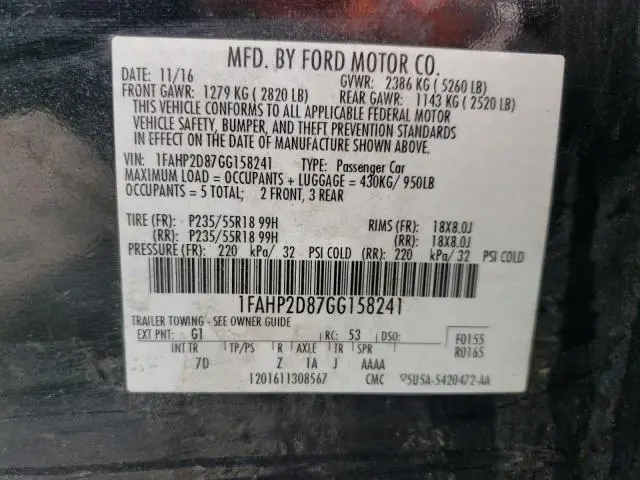 MFD. BY FORD MOTOR CO.
DATE: 11/16 GVWR: 2386 KG ( 5260 LB)
FRONT GAWR: 1279 KG ( 2820 LB) REAR GAWR: 1143 KG ( 2520 LB)
THIS VEHICLE CONFORMS TO ALL APPLICABLE FEDERAL MOTOR
VEHICLE SAFETY, BUMPER, AND THEFT PREVENTION STANDARDS
IN EFFECT ON THE DATE OF MANUFACTURE SHOWN ABOVE.
VIN: 1FAHP2D87GG158241 TYPE: Passenger Car
MAXIMUM LOAD = OCCUPANTS + LUGGAGE = 430KG/ 950LB
OCCUPANTS = 5 TOTAL; 2 FRONT, 3 REAR
TIRE (FR): P235/55R18 99H RIMS (FR): 18X8.0J
(RR): P235/55R18 99H (RR): 18X8.0J
PRESSURE (FR): 220 kPa/ 32 PSI COLD (RR): 220 kPa/ 32 PSI COLD
1FAHP2D87GG158241
TRAILER TOWING - SEE OWNER GUIDE
EXT PNT: G1 RC: 53 DSO: F0155
INT TR TP/PS R AXLE TR SPR R0165
7D Z 1A J AAAA
1201611308567 CMC 5U5A-5420472-AA